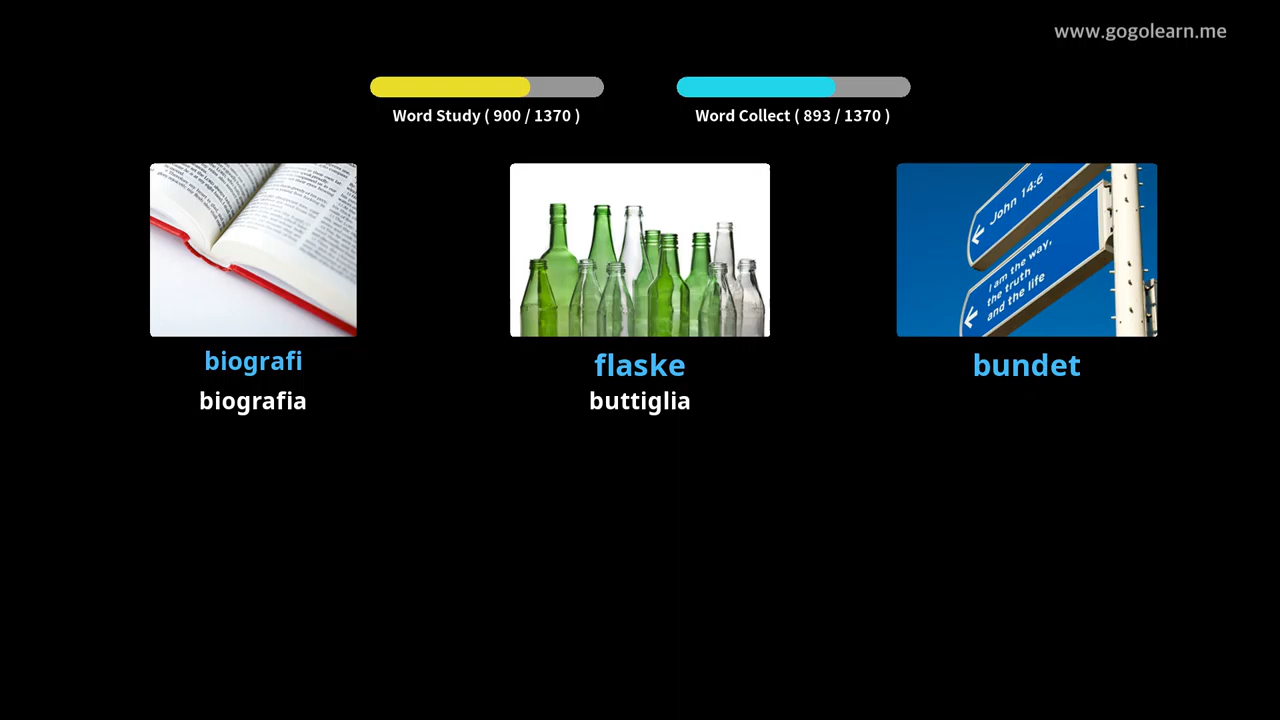 www.gogolearn.me
Word Study ( 900 / 1370 )
Word Collect ( 893 / 1370 )
John 14:6
I am the way,
the truth
and the life
biografi
flaske
bundet
biografia
buttiglia